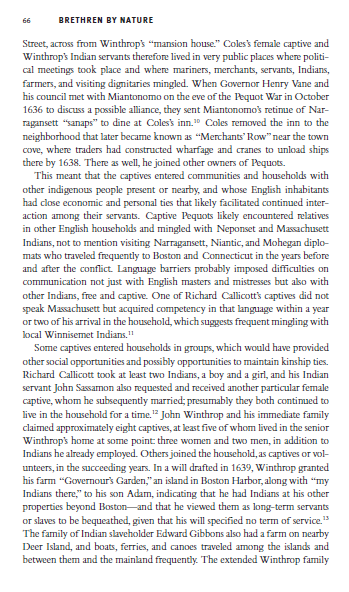 66 BRETHREN BY NATURE
Street, across from Winthrop's "mansion house." Coles's female captive and
Winthrop's Indian servants therefore lived in very public places where politi-
cal meetings took place and where mariners, merchants, servants, Indians,
farmers, and visiting dignitaries mingled. When Governor Henry Vane and
his council met with Miantonomo on the eve of the Pequot War in October
1636 to discuss a possible alliance, they sent Miantonomo's retinue of Nar-
ragansett "sanaps" to dine at Coles's inn.10 Coles removed the inn to the
neighborhood that later became known as "Merchants' Row" near the town
cove, where traders had constructed wharfage and cranes to unload ships
there by 1638. There as well, he joined other owners of Pequots.
This meant that the captives entered communities and households with
other indigenous people present or nearby, and whose English inhabitants
had close economic and personal ties that likely facilitated continued inter-
action among their servants. Captive Pequots likely encountered relatives
in other English households and mingled with Neponset and Massachusett
Indians, not to mention visiting Narragansett, Niantic, and Mohegan diplo-
mats who traveled frequently to Boston and Connecticut in the years before
and after the conflict. Language barriers probably imposed difficulties on
communication not just with English masters and mistresses but also with
other Indians, free and captive. One of Richard Callicott's captives did not
speak Massachusett but acquired competency in that language within a year
or two of his arrival in the household, which suggests frequent mingling with
local Winnisemet Indians.11
Some captives entered households in groups, which would have provided
other social opportunities and possibly opportunities to maintain kinship ties.
Richard Callicott took at least two Indians, a boy and a girl, and his Indian
servant John Sassamon also requested and received another particular female
captive, whom he subsequently married; presumably they both continued to
live in the household for a time.12 John Winthrop and his immediate family
claimed approximately eight captives, at least five of whom lived in the senior
Winthrop's home at some point: three women and two men, in addition to
Indians he already employed. Others joined the household, as captives or vol-
unteers, in the succeeding years. In a will drafted in 1639, Winthrop granted
his farm "Governour's Garden," an island in Boston Harbor, along with "my
Indians there," to his son Adam, indicating that he had Indians at his other
properties beyond Boston—and that he viewed them as long-term servants
or slaves to be bequeathed, given that his will specified no term of service.13
The family of Indian slaveholder Edward Gibbons also had a farm on nearby
Deer Island, and boats, ferries, and canoes traveled among the islands and
between them and the mainland frequently. The extended Winthrop family